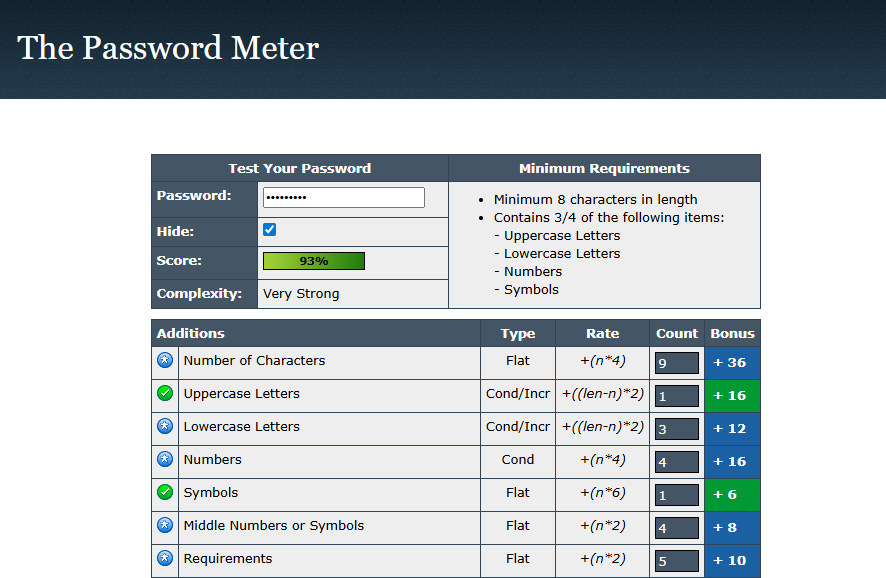 The Password Meter
Test Your Password Minimum Requirements
Password: •••••••••
Hide:
Score: 93%
Complexity: Very Strong
• Minimum 8 characters in length
• Contains 3/4 of the following items:
- Uppercase Letters
- Lowercase Letters
- Numbers
- Symbols
Additions Type Rate Count Bonus
Number of Characters Flat +(n*4) 9 + 36
Uppercase Letters Cond/Incr +((len-n)*2) 1 + 16
Lowercase Letters Cond/Incr +((len-n)*2) 3 + 12
Numbers Cond +(n*4) 4 + 16
Symbols Flat +(n*6) 1 + 6
Middle Numbers or Symbols Flat +(n*2) 4 + 8
Requirements Flat +(n*2) 5 + 10